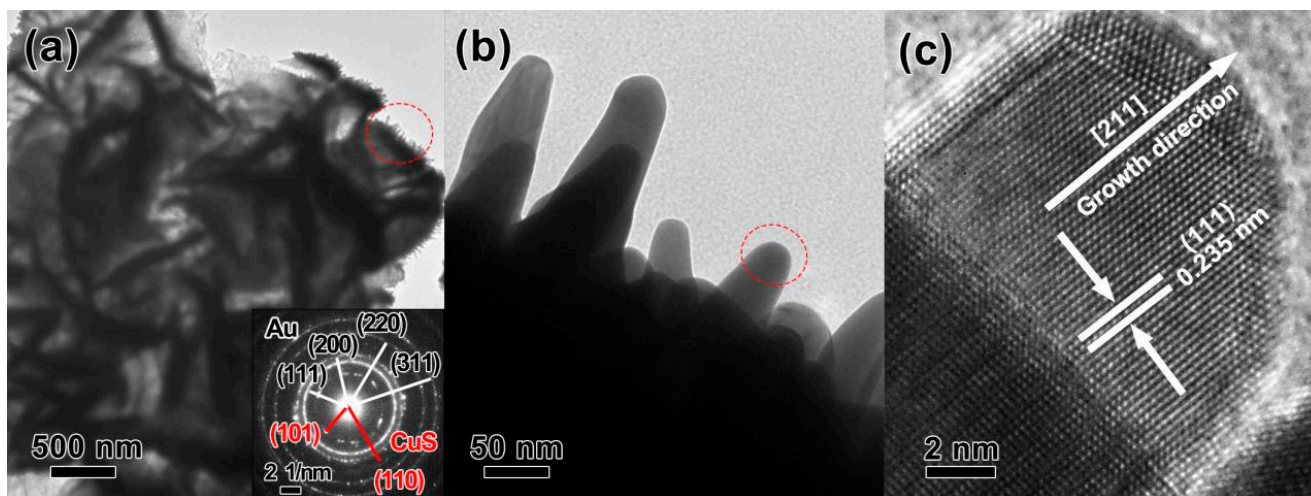 (a)
500 nm
Au
(111)
(200)
(220)
(311)
(101)
CuS
(110)
2 1/nm
(b)
50 nm
(c)
[211]
Growth direction
(111)
0.235 nm
2 nm